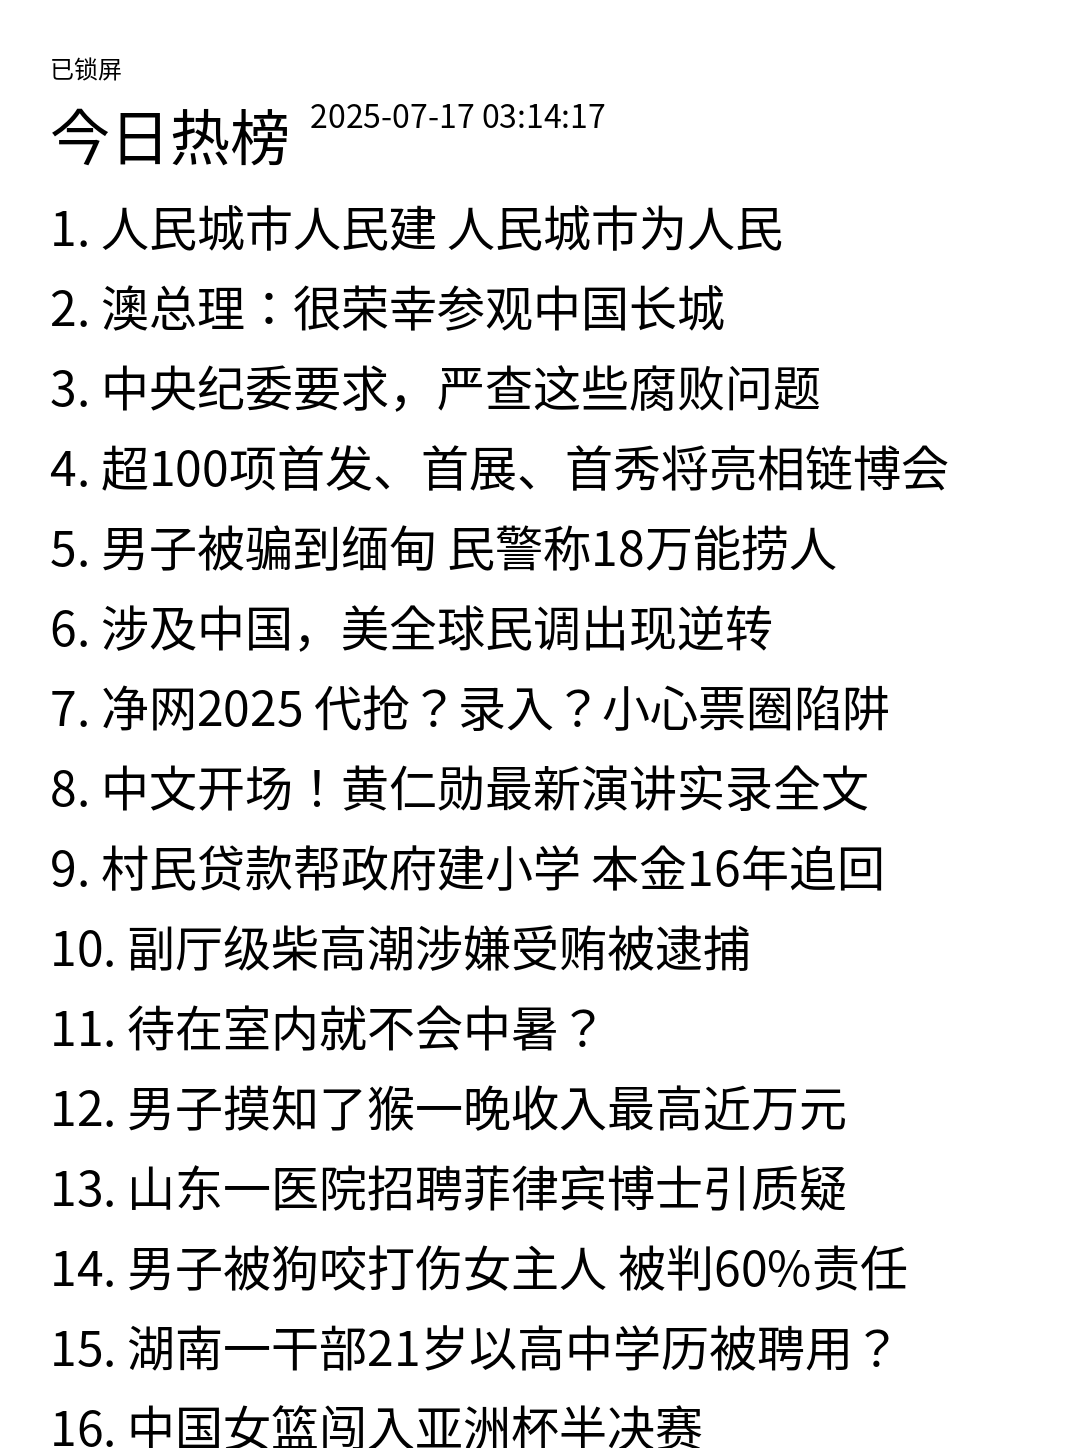 已锁屏
今日热榜 2025-07-17 03:14:17
1. 人民城市人民建 人民城市为人民
2. 澳总理：很荣幸参观中国长城
3. 中央纪委要求，严查这些腐败问题
4. 超100项首发、首展、首秀将亮相链博会
5. 男子被骗到缅甸 民警称18万能捞人
6. 涉及中国，美全球民调出现逆转
7. 净网2025 代抢？录入？小心票圈陷阱
8. 中文开场！黄仁勋最新演讲实录全文
9. 村民贷款帮政府建小学 本金16年追回
10. 副厅级柴高潮涉嫌受贿被逮捕
11. 待在室内就不会中暑？
12. 男子摸知了猴一晚收入最高近万元
13. 山东一医院招聘菲律宾博士引质疑
14. 男子被狗咬打伤女主人 被判60%责任
15. 湖南一干部21岁以高中学历被聘用？
16. 中国女篮闯入亚洲杯半决赛